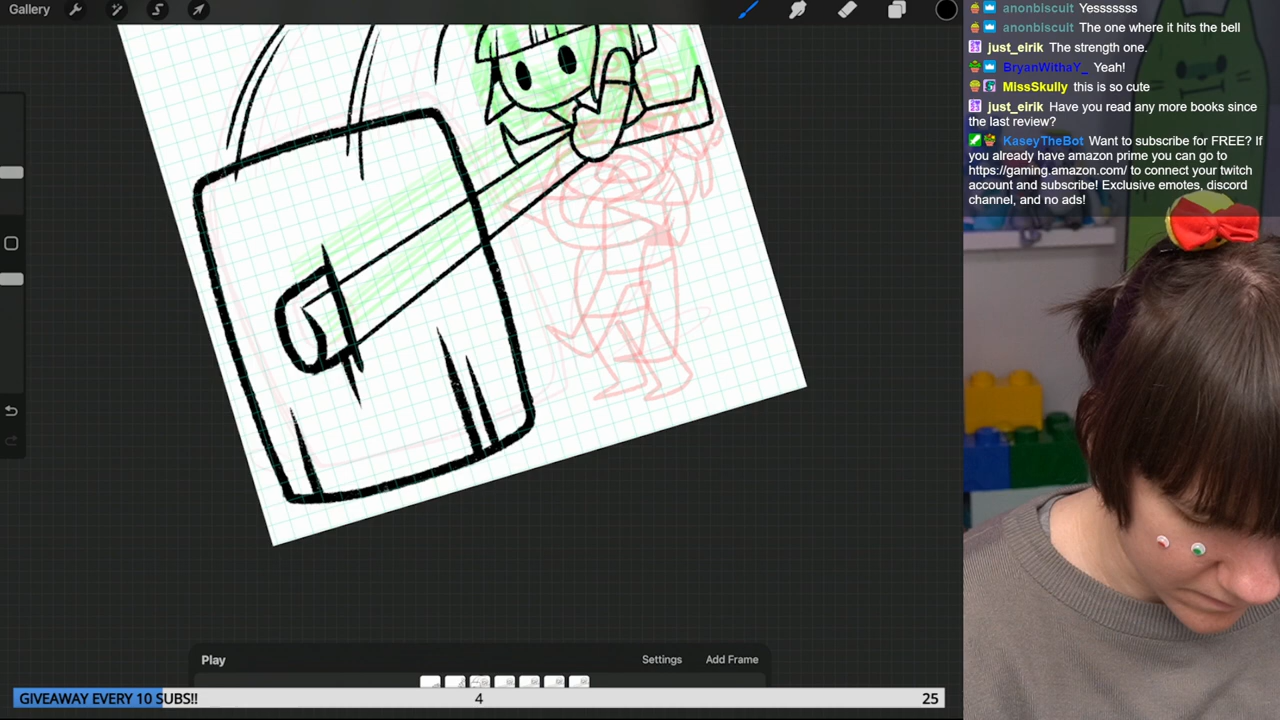 Gallery
anonbiscuit Yesssssss
anonbiscuit The one where it hits the bell
just_eirik The strength one.
BryanWithaY_ Yeah!
MissSkully this is so cute
just_eirik Have you read any more books since
the last review?
KaseyTheBot Want to subscribe for FREE? If
you already have amazon prime you can go to
https://gaming.amazon.com/ to connect your twitch
account and subscribe! Exclusive emotes, discord
channel, and no ads!
Play
Settings
Add Frame
GIVEAWAY EVERY 10 SUBS!!
4
25